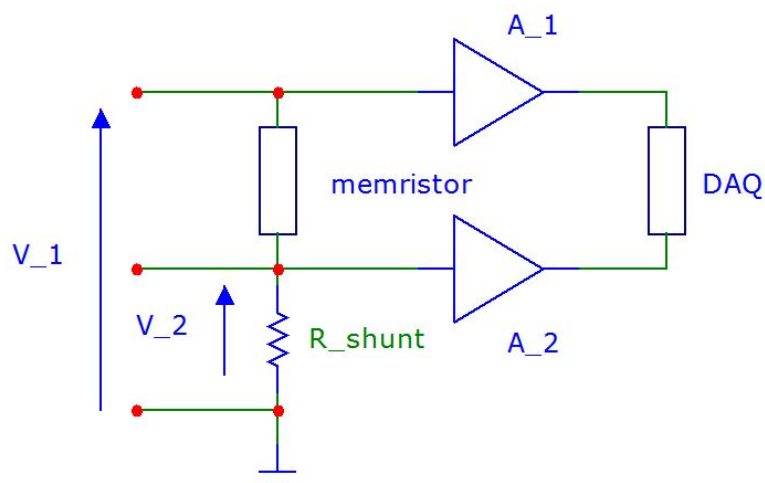 A_1
memristor
DAQ
V_1
V_2
R_shunt
A_2